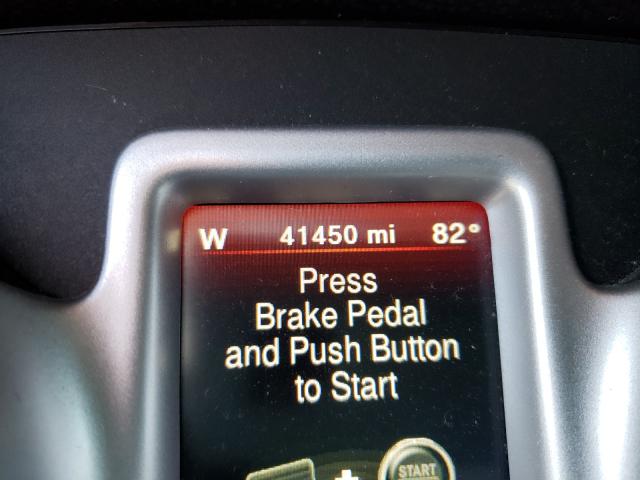 W 41450 mi 82°
Press
Brake Pedal
and Push Button
to Start
+ START